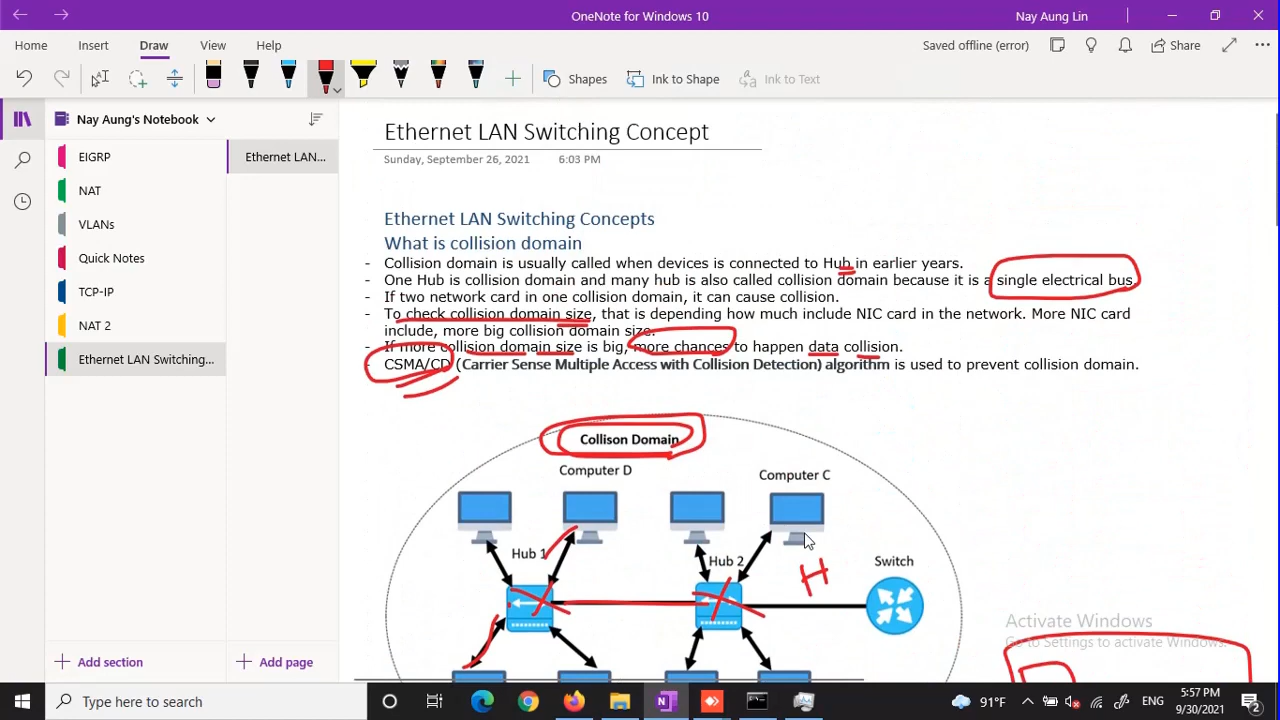 OneNote for Windows 10
Nay Aung Lin
Home Insert Draw View Help
Saved offline (error)
Share
Shapes
Ink to Shape
Ink to Text
Nay Aung's Notebook
EIGRP
NAT
VLANs
Quick Notes
TCP-IP
NAT 2
Ethernet LAN Switching...
Add section
Ethernet LAN...
Add page
Ethernet LAN Switching Concept
Sunday, September 26, 2021 6:03 PM
Ethernet LAN Switching Concepts
What is collision domain
- Collision domain is usually called when devices is connected to Hub in earlier years.
- One Hub is collision domain and many hub is also called collision domain because it is a single electrical bus.
- If two network card in one collision domain, it can cause collision.
- To check collision domain size, that is depending how much include NIC card in the network. More NIC card
include, more big collision domain size.
- If more collision domain size is big, more chances to happen data collision.
- CSMA/CD (Carrier Sense Multiple Access with Collision Detection) algorithm is used to prevent collision domain.
Collison Domain
Computer D
Computer C
Hub 1
Hub 2
Switch
H
Activate Windows
Go to Settings to activate Windows.
Type here to search
91°F
ENG
5:57 PM
9/30/2021
2